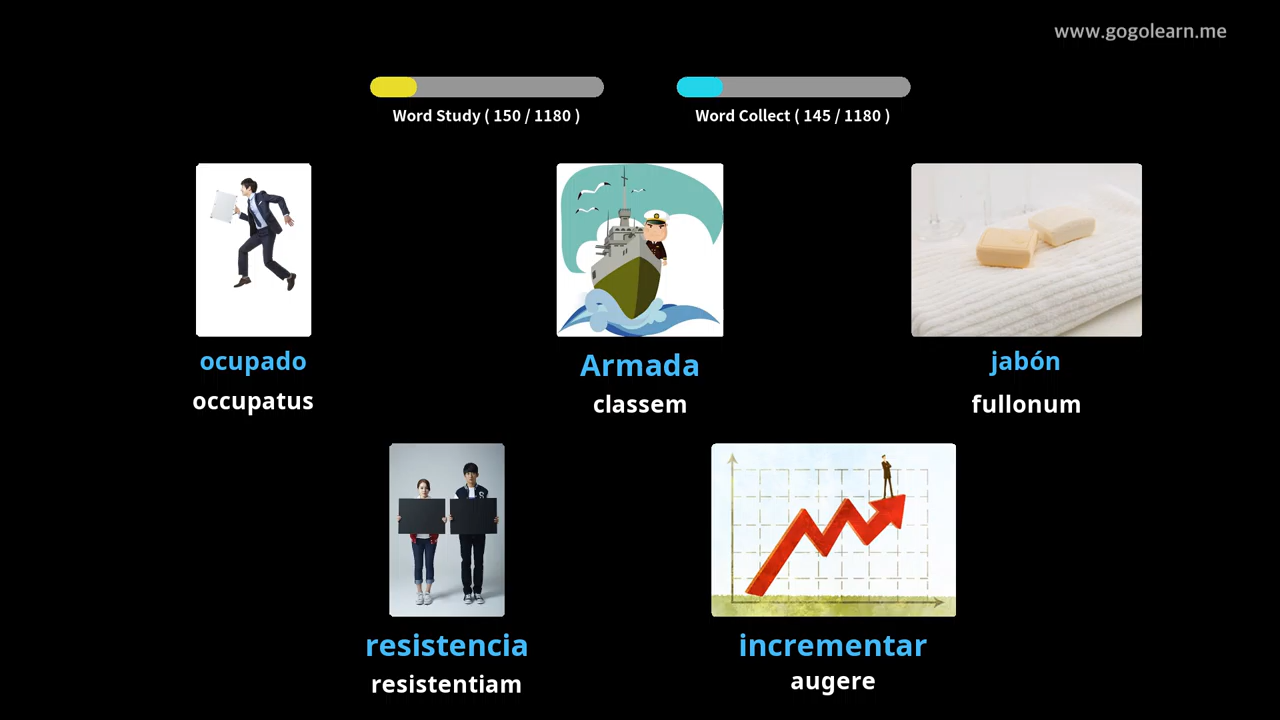 www.gogolearn.me
Word Study ( 150 / 1180 )
Word Collect ( 145 / 1180 )
ocupado
occupatus
Armada
classem
jabón
fullonum
resistencia
resistentiam
incrementar
augere